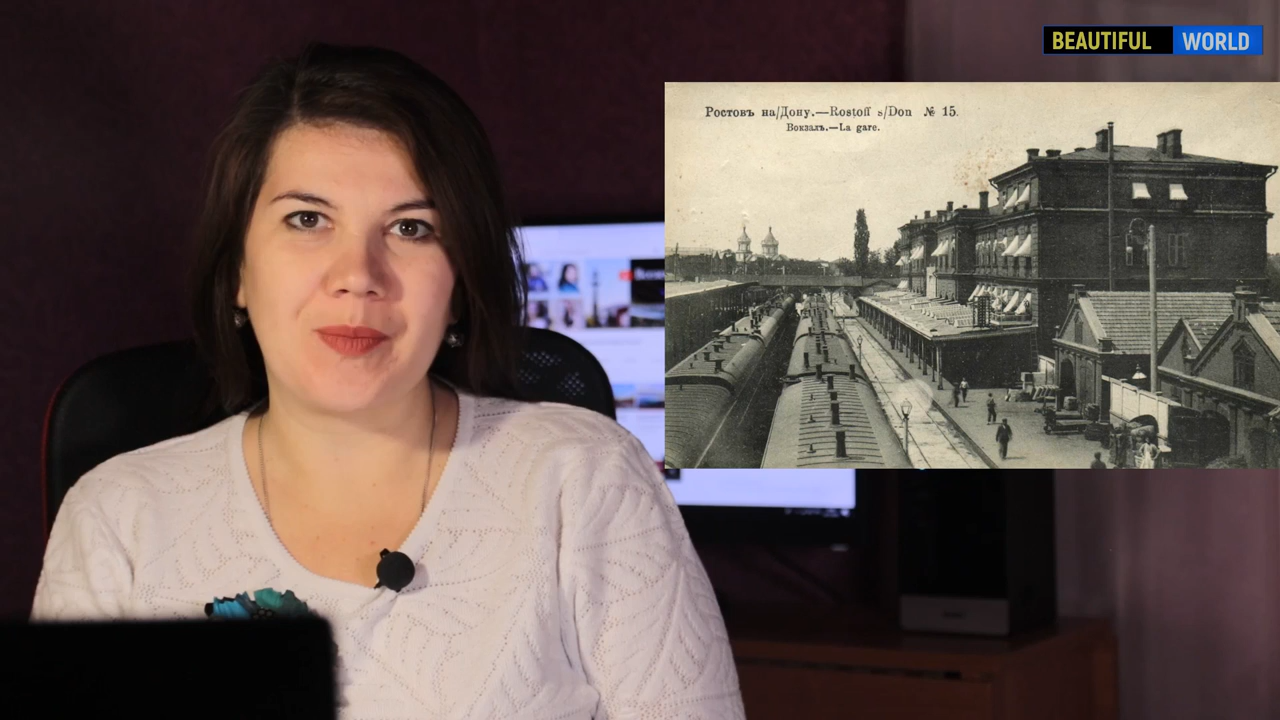 BEAUTIFUL WORLD
Ростовъ на/Дону.—Rostoff s/Don № 15.
Вокзалъ.—La gare.